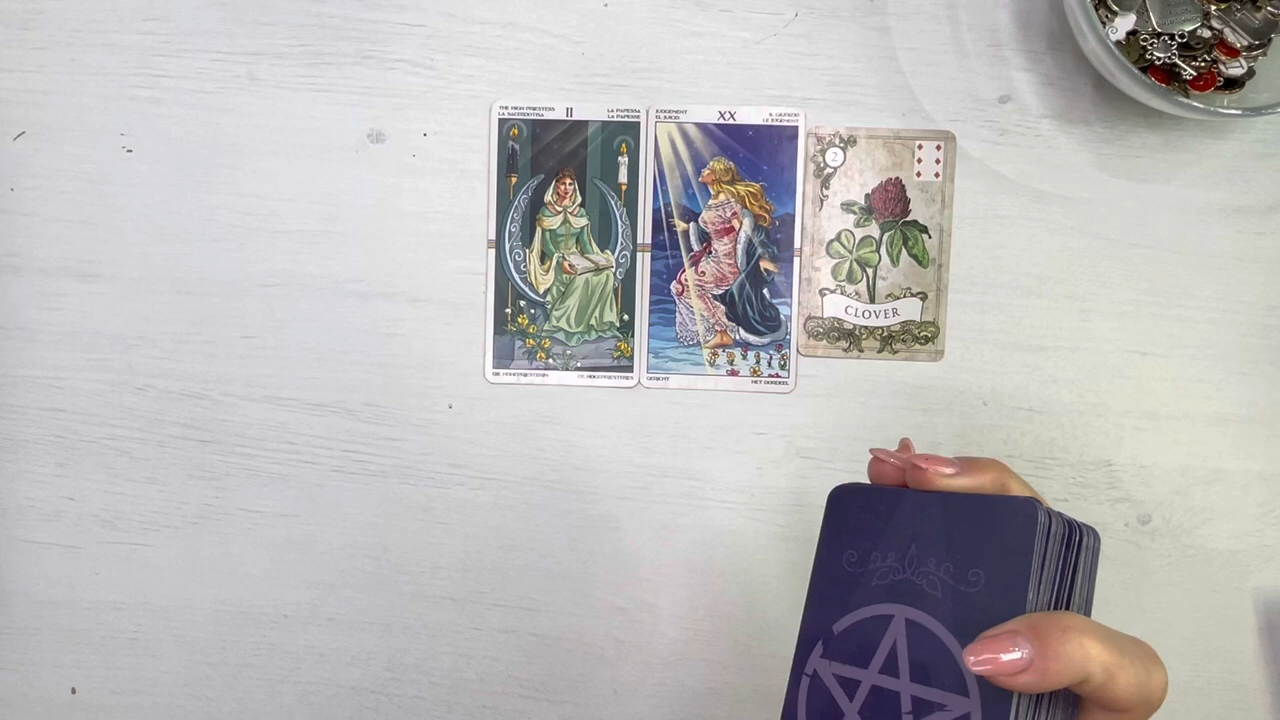 THE HIGH PRIESTESS II LA PAPESSA
LA SACERDOTISA LA PAPESSE
DIE HOHEPRIESTERIN DE HOGEPRIESTERES
JUDGEMENT XX IL GIUDIZIO
EL JUICIO LE JUGEMENT
GERICHT HET OORDEEL
2
CLOVER